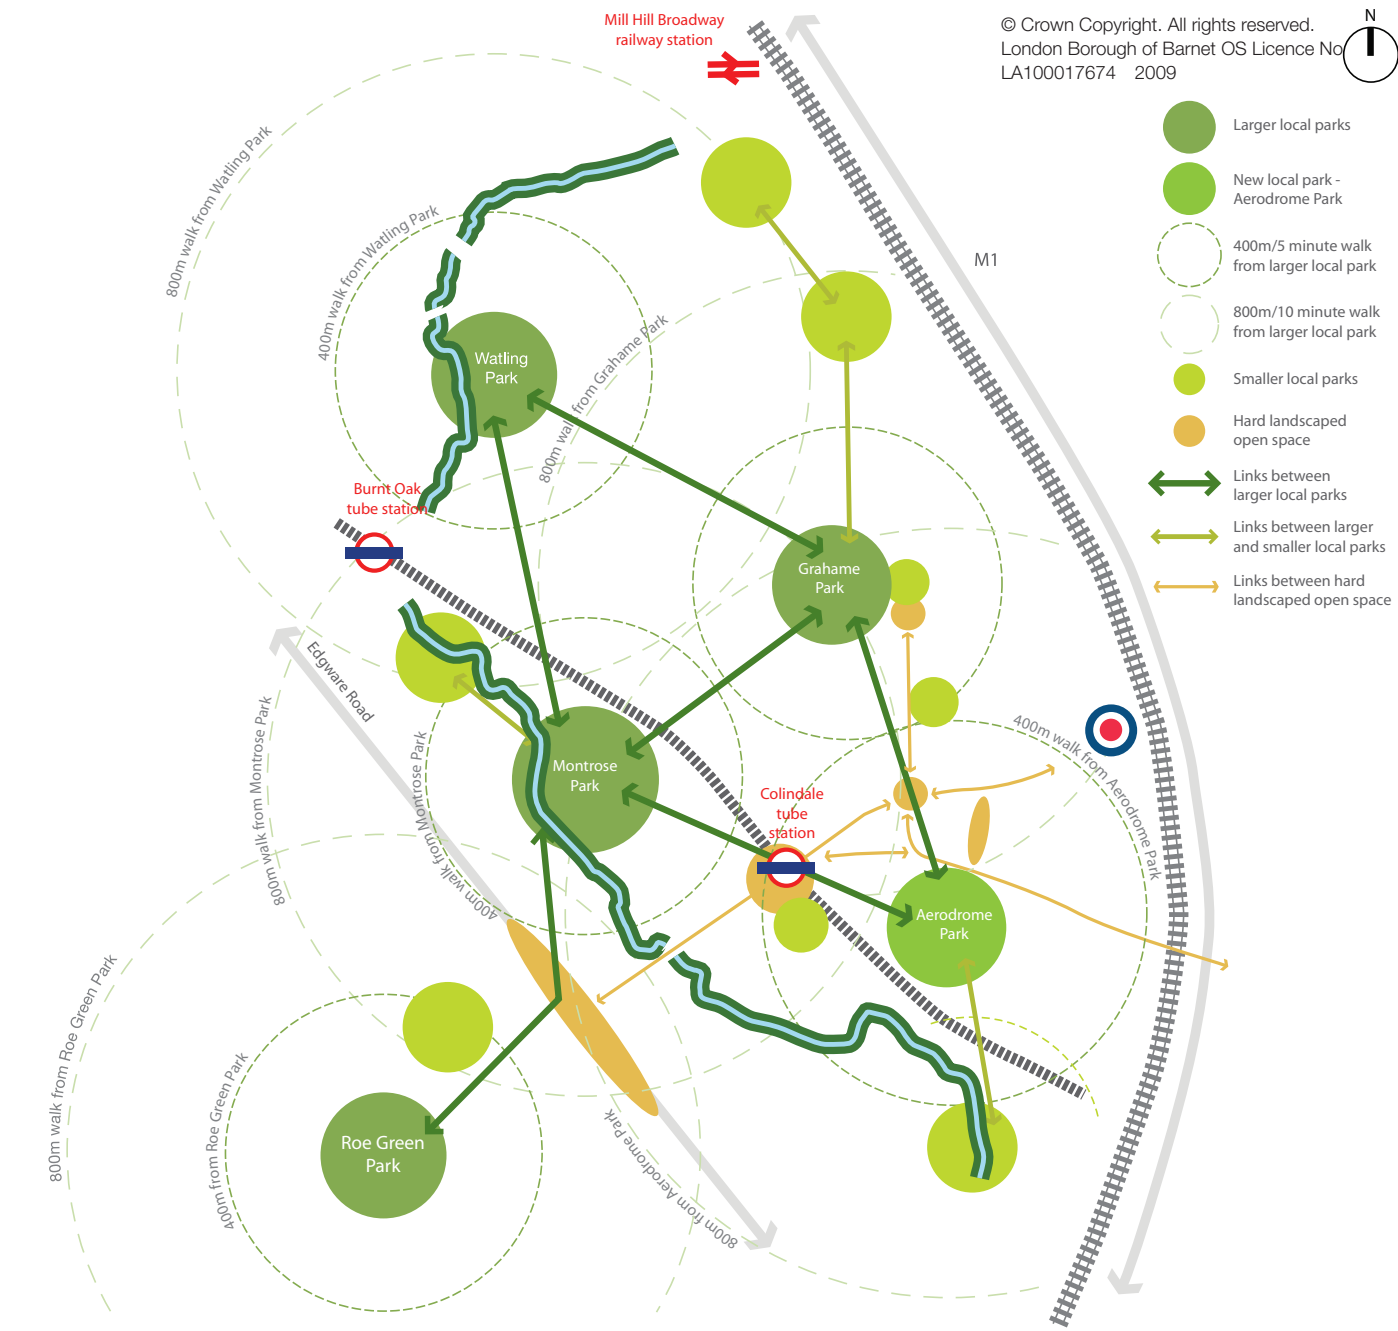 Mill Hill Broadway
railway station
© Crown Copyright. All rights reserved.
London Borough of Barnet OS Licence No
LA100017674 2009
N
Larger local parks
New local park -
Aerodrome Park
400m/5 minute walk
from larger local park
800m/10 minute walk
from larger local park
Smaller local parks
Hard landscaped
open space
Links between
larger local parks
Links between larger
and smaller local parks
Links between hard
landscaped open space
M1
800m walk from Watling Park
400m walk from Watling Park
800m walk from Grahame Park
Watling
Park
Burnt Oak
tube station
Grahame
Park
Edgware Road
800m walk from Montrose Park
400m walk from Montrose Park
400m walk
Montrose
Park
Colindale
tube
station
400m walk from Aerodrome Park
Aerodrome
Park
800m walk from Roe Green Park
400m from Roe Green Park
Roe Green
Park
800m from Aerodrome Park